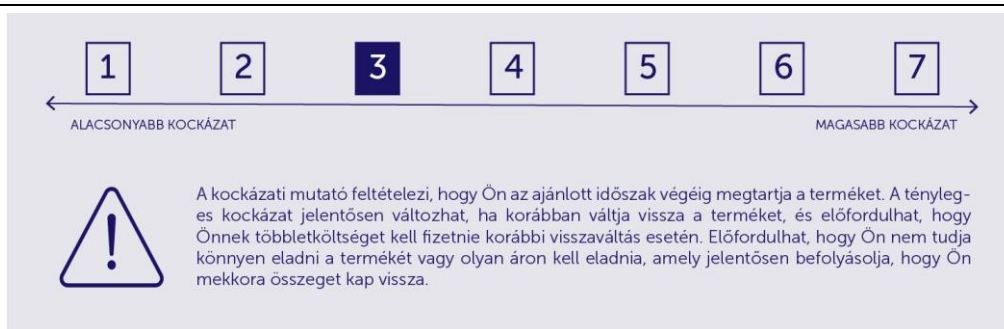 1 2 3 4 5 6 7
ALACSONYABB KOCKÁZAT MAGASABB KOCKÁZAT
A kockázati mutató feltételezi, hogy Ön az ajánlott időszak végéig megtartja a terméket. A tényleg-
es kockázat jelentősen változhat, ha korábban váltja vissza a terméket, és előfordulhat, hogy
Önnek többletköltséget kell fizetnie korábbi visszaváltás esetén. Előfordulhat, hogy Ön nem tudja
könnyen eladni a termékét vagy olyan áron kell eladnia, amely jelentősen befolyásolja, hogy Ön
mekkora összeget kap vissza.